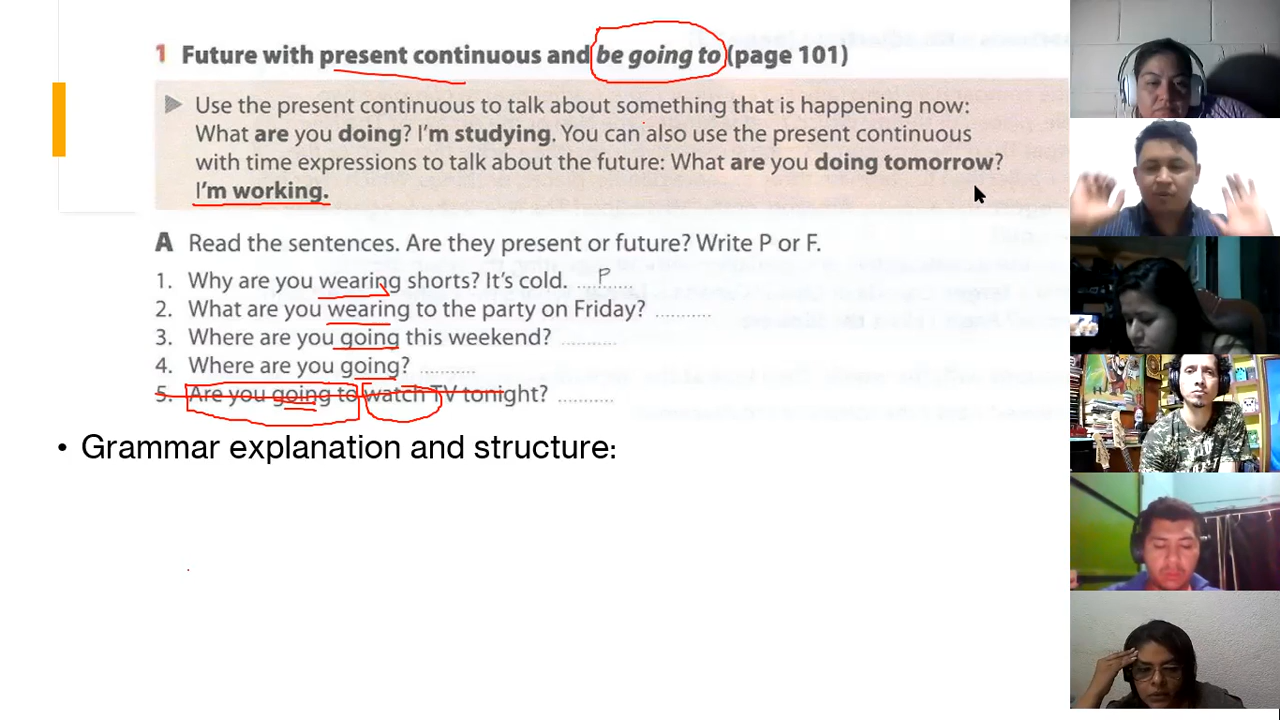 1 Future with present continuous and be going to (page 101)
Use the present continuous to talk about something that is happening now:
What are you doing? I'm studying. You can also use the present continuous
with time expressions to talk about the future: What are you doing tomorrow?
I'm working.
A Read the sentences. Are they present or future? Write P or F.
1. Why are you wearing shorts? It's cold. ....P....
2. What are you wearing to the party on Friday? ...........
3. Where are you going this weekend? ...........
4. Where are you going? ...........
5. Are you going to watch TV tonight? ...........
• Grammar explanation and structure: